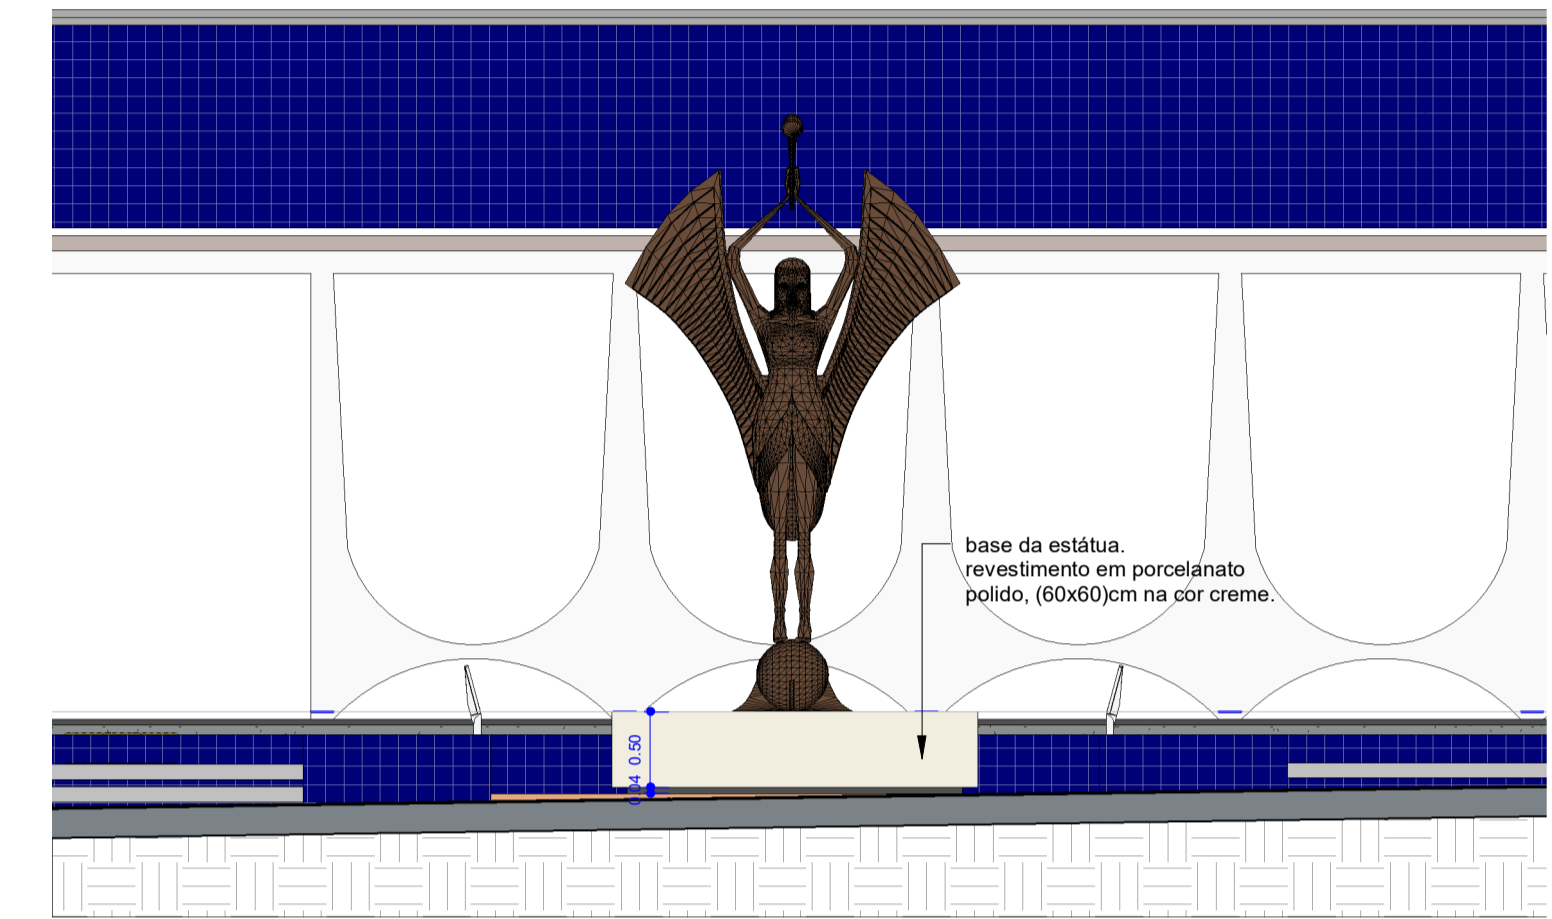 base da estátua.
revestimento em porcelanato
polido, (60x60)cm na cor creme.
0.50
0.04